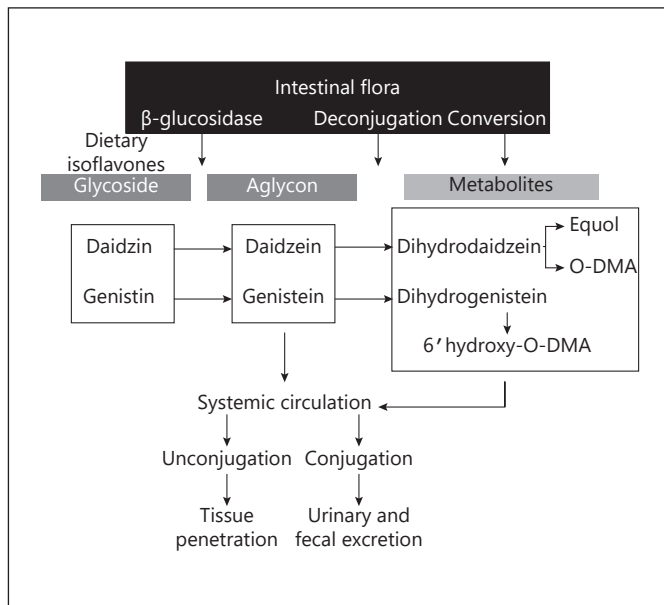 Intestinal flora
β-glucosidase Deconjugation Conversion
Dietary
isoflavones
Glycoside Aglycon Metabolites
Daidzin Daidzein Dihydrodaidzein Equol
O-DMA
Genistin Genistein Dihydrogenistein
6′ hydroxy-O-DMA
Systemic circulation
Unconjugation Conjugation
Tissue
penetration
Urinary and
fecal excretion